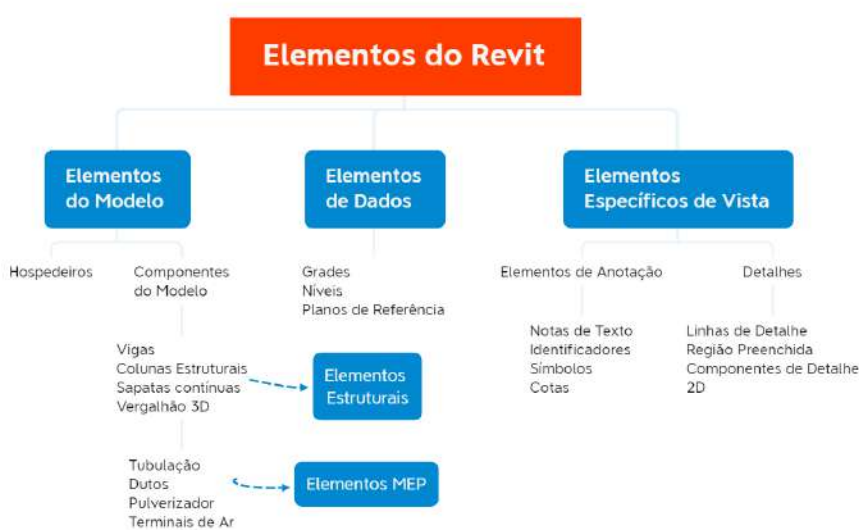 Elementos do Revit
Elementos
do Modelo
Elementos
de Dados
Elementos
Específicos de Vista
Hospedeiros
Componentes
do Modelo
Grades
Níveis
Planos de Referência
Elementos de Anotação
Detalhes
Notas de Texto
Identificadores
Símbolos
Cotas
Linhas de Detalhe
Região Preenchida
Componentes de Detalhe
2D
Vigas
Colunas Estruturais
Sapatas contínuas
Vergalhão 3D
Elementos
Estruturais
Tubulação
Dutos
Pulverizador
Terminais de Ar
Elementos MEP